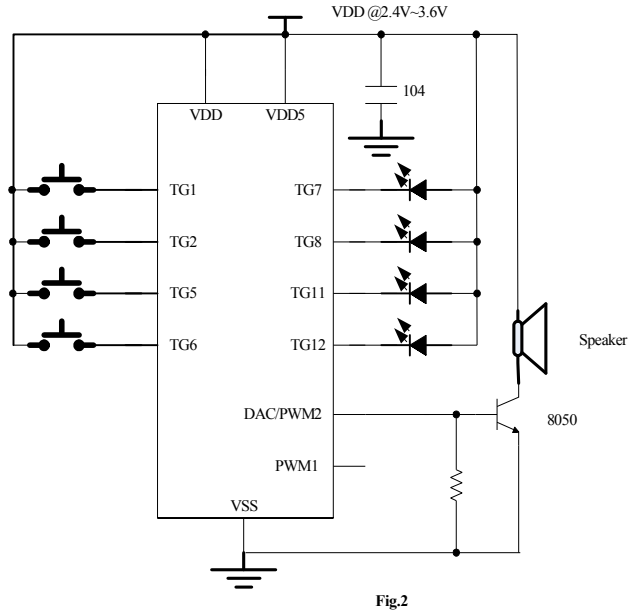 VDD @2.4V~3.6V
104
VDD
VDD5
TG1
TG7
TG2
TG8
TG5
TG11
TG6
TG12
Speaker
DAC/PWM2
8050
PWM1
VSS
Fig.2